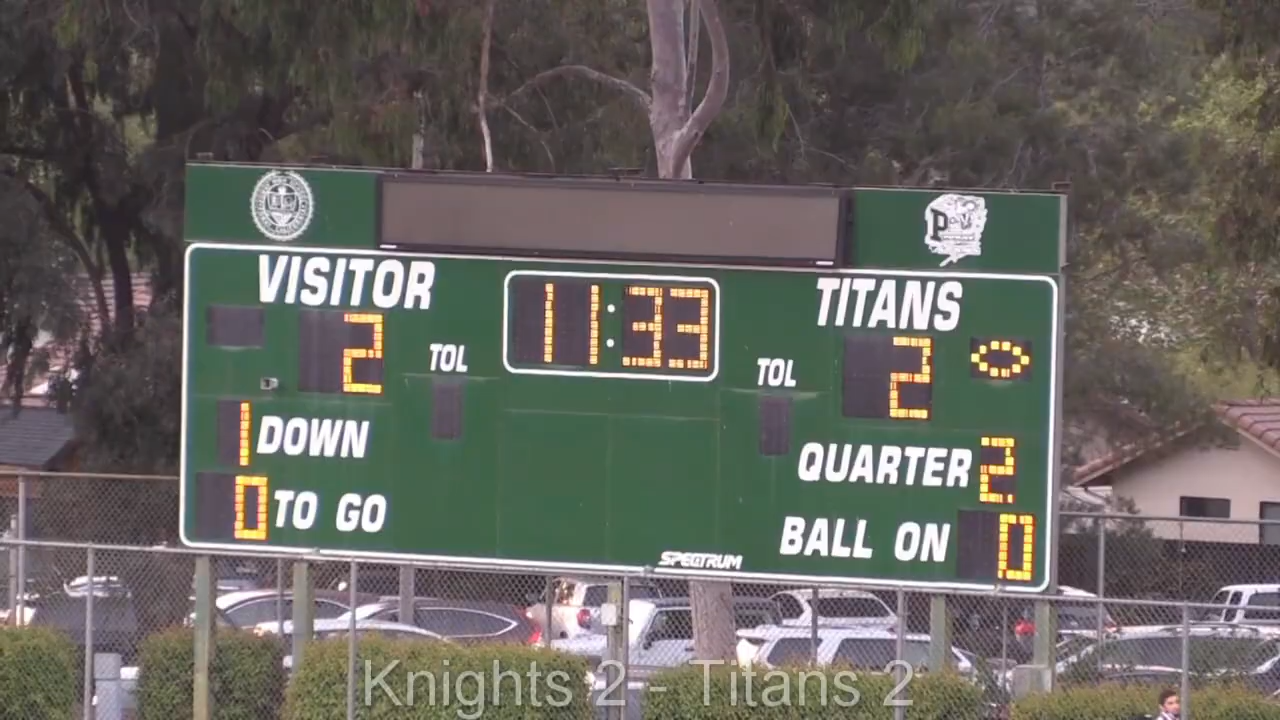 VISITOR
11:33
TITANS
2
TOL
TOL
2
1 DOWN
QUARTER 2
0 TO GO
BALL ON 0
SPECTRUM
Knights 2 - Titans 2